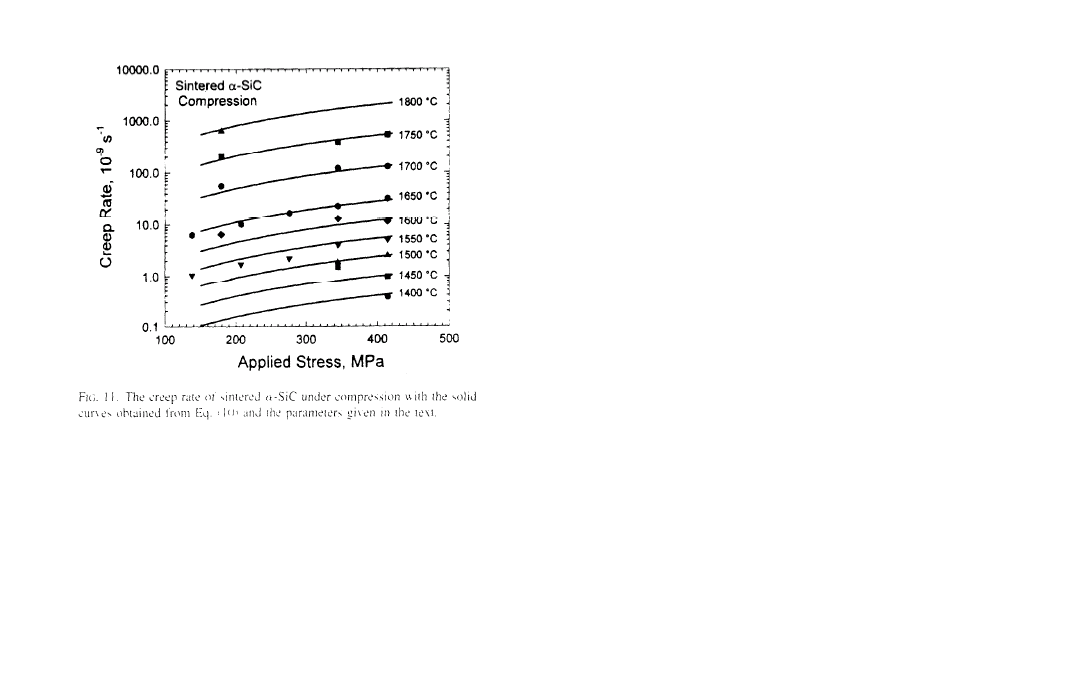 10000.0
Sintered α-SiC
Compression
1800 °C
1000.0
1750 °C
100.0
1700 °C
1650 °C
10.0
1600 °C
1550 °C
1500 °C
1.0
1450 °C
1400 °C
0.1
100 200 300 400 500
Creep Rate, 10⁻⁹ s⁻¹
Applied Stress, MPa
FIG. 11. The creep rate of sintered α-SiC under compression with the solid
curves obtained from Eq. (10) and the parameters given in the text.